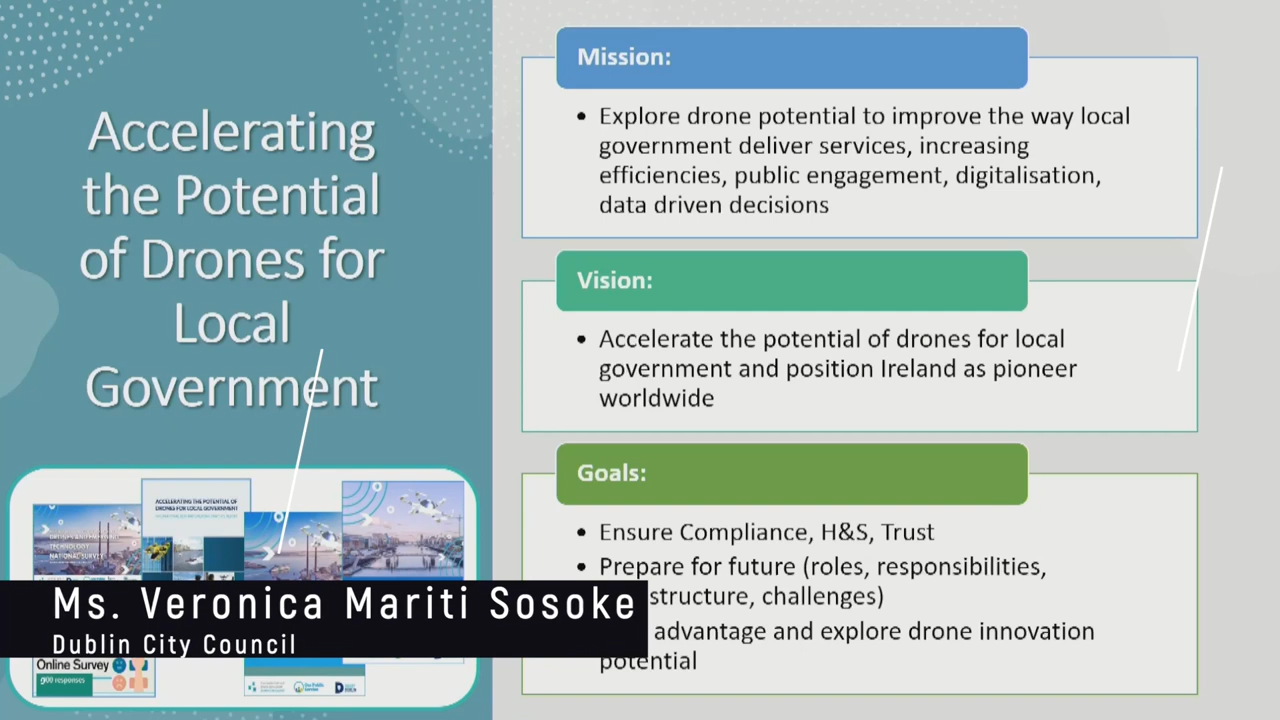 Accelerating
the Potential
of Drones for
Local
Government
Mission:
• Explore drone potential to improve the way local
government deliver services, increasing
efficiencies, public engagement, digitalisation,
data driven decisions
Vision:
• Accelerate the potential of drones for local
government and position Ireland as pioneer
worldwide
Goals:
• Ensure Compliance, H&S, Trust
• Prepare for future (roles, responsibilities,
structure, challenges)
advantage and explore drone innovation
potential
ACCELERATING THE POTENTIAL OF
DRONES FOR LOCAL GOVERNMENT
TECHNOLOGY
NATIONAL SURVEY
Ms. Veronica Mariti Sosoke
Dublin City Council
Online Survey
responses